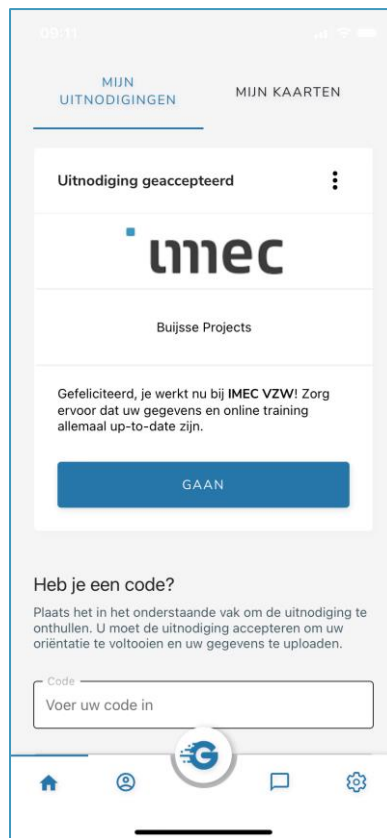 09:11
MIJN
UITNODIGINGEN
MIJN KAARTEN
Uitnodiging geaccepteerd
imec
Buijsse Projects
Gefeliciteerd, je werkt nu bij IMEC VZW! Zorg
ervoor dat uw gegevens en online training
allemaal up-to-date zijn.
GAAN
Heb je een code?
Plaats het in het onderstaande vak om de uitnodiging te
onthullen. U moet de uitnodiging accepteren om uw
oriëntatie te voltooien en uw gegevens te uploaden.
Code
Voer uw code in
G